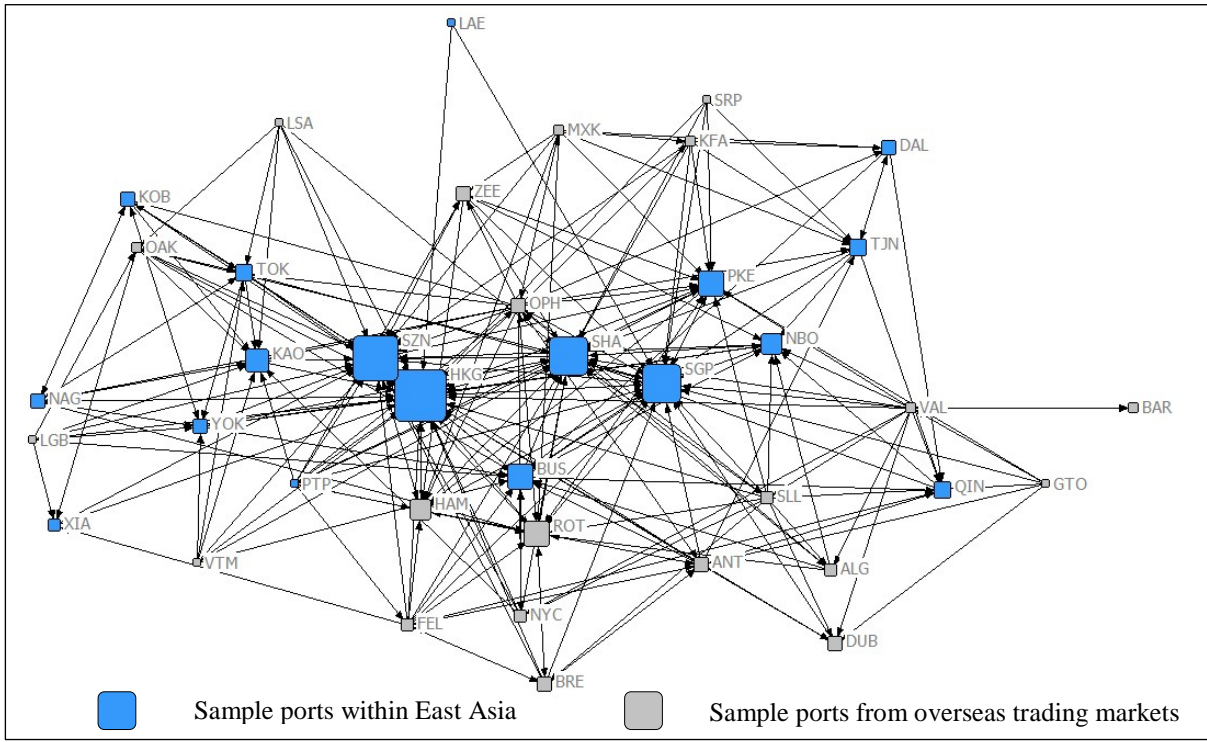 LAE
SRP
LSA
MXK
KFA
DAL
ZEE
KOB
OAK
TJN
TOK
PKE
OPH
SZN
SHA
NBO
KAO
HKG
SGP
NAG
VAL
BAR
YOK
LGB
BUS
PTP
SLL
QIN
GTO
HAM
XIA
ROT
VTM
ANT
ALG
NYC
FEL
DUB
BRE
Sample ports within East Asia
Sample ports from overseas trading markets